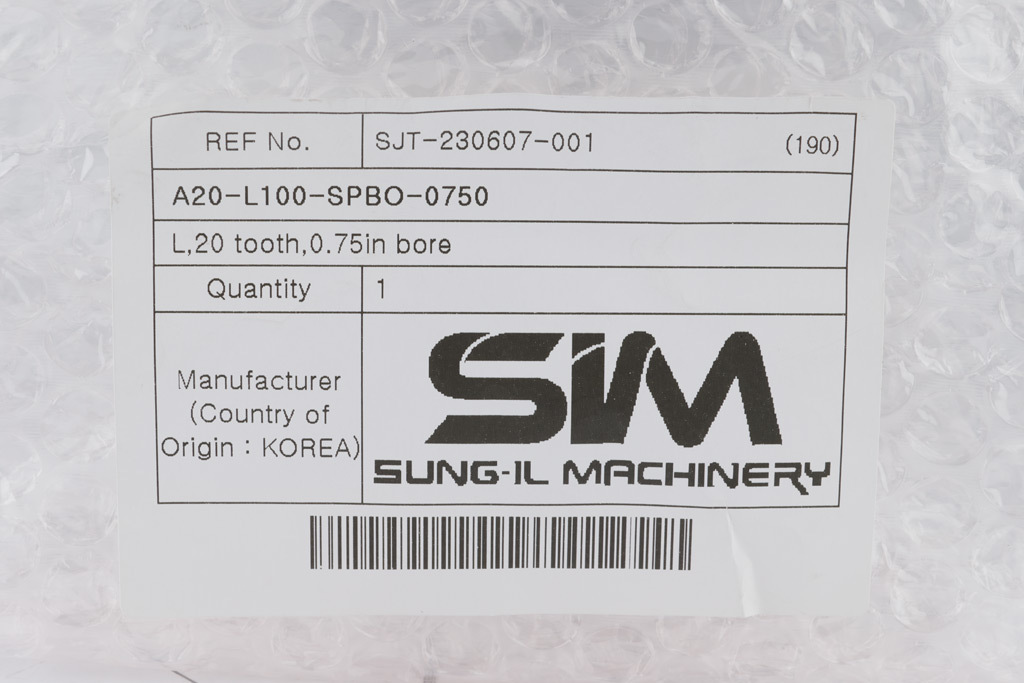 REF No. SJT-230607-001 (190)
A20-L100-SPBO-0750
L,20 tooth,0.75in bore
Quantity 1
Manufacturer
(Country of
Origin : KOREA)
SIM
SUNG-IL MACHINERY